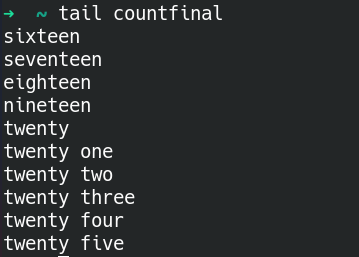 → ~ tail countfinal
sixteen
seventeen
eighteen
nineteen
twenty
twenty one
twenty two
twenty three
twenty four
twenty five